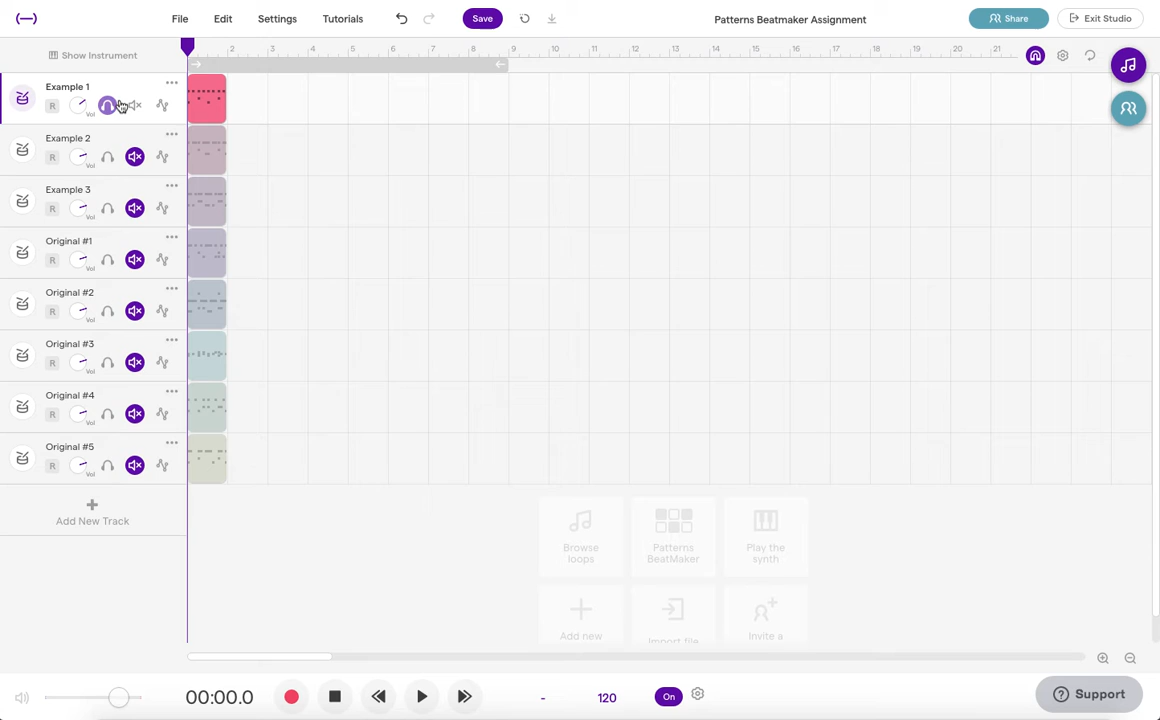 File Edit Settings Tutorials Save Patterns Beatmaker Assignment Share Exit Studio
Show Instrument
2 3 4 5 6 7 8 9 10 11 12 13 14 15 16 17 18 19 20 21
Example 1
R Vol
Example 2
R Vol
Example 3
R Vol
Original #1
R Vol
Original #2
R Vol
Original #3
R Vol
Original #4
R Vol
Original #5
R Vol
Add New Track
Browse loops
Patterns BeatMaker
Play the synth
Add new
Import file
Invite a
00:00.0 - 120 On Support